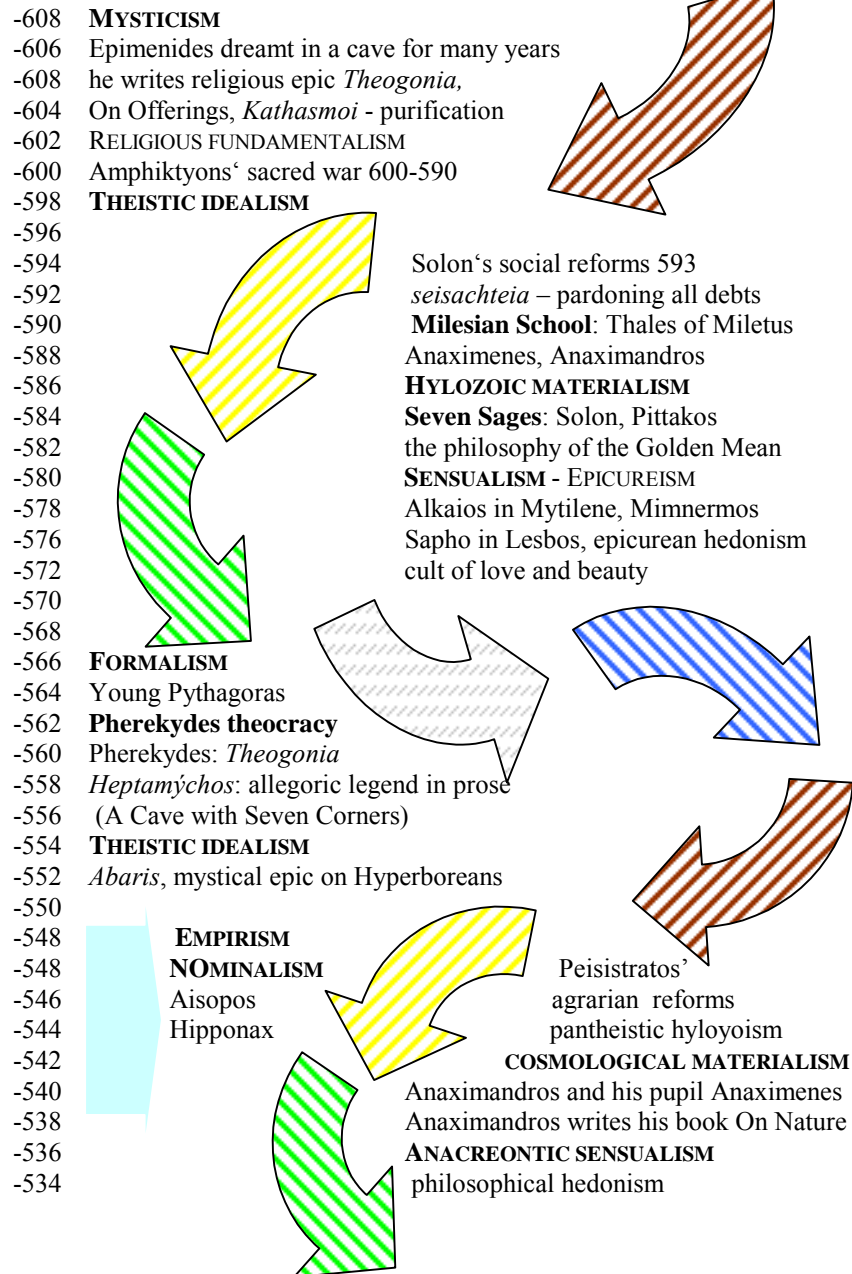 -608 MYSTICISM
-606 Epimenides dreamt in a cave for many years
-608 he writes religious epic Theogonia,
-604 On Offerings, Kathasmoi - purification
-602 RELIGIOUS FUNDAMENTALISM
-600 Amphiktyons‘ sacred war 600-590
-598 THEISTIC IDEALISM
-596
-594 Solon‘s social reforms 593
-592 seisachteia – pardoning all debts
-590 Milesian School: Thales of Miletus
-588 Anaximenes, Anaximandros
-586 HYLOZOIC MATERIALISM
-584 Seven Sages: Solon, Pittakos
-582 the philosophy of the Golden Mean
-580 SENSUALISM - EPICUREISM
-578 Alkaios in Mytilene, Mimnermos
-576 Sapho in Lesbos, epicurean hedonism
-572 cult of love and beauty
-570
-568
-566 FORMALISM
-564 Young Pythagoras
-562 Pherekydes theocracy
-560 Pherekydes: Theogonia
-558 Heptamýchos: allegoric legend in prose
-556 (A Cave with Seven Corners)
-554 THEISTIC IDEALISM
-552 Abaris, mystical epic on Hyperboreans
-550
-548 EMPIRISM
-548 NOMINALISM Peisistratos’
-546 Aisopos agrarian reforms
-544 Hipponax pantheistic hyloyoism
-542 COSMOLOGICAL MATERIALISM
-540 Anaximandros and his pupil Anaximenes
-538 Anaximandros writes his book On Nature
-536 ANACREONTIC SENSUALISM
-534 philosophical hedonism